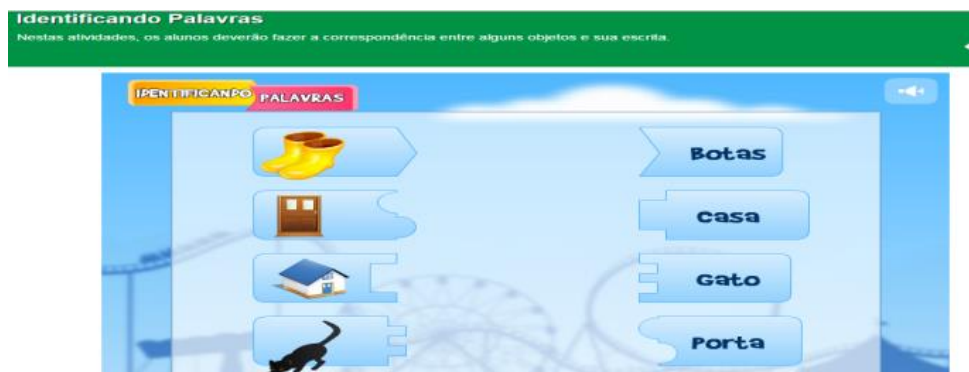 Identificando Palavras
Nestas atividades, os alunos deverão fazer a correspondência entre alguns objetos e sua escrita.
IDENTIFICANDO PALAVRAS
Botas
casa
Gato
Porta